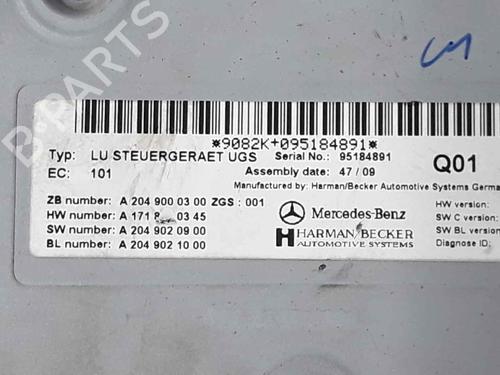 *9082K+095184891*
Typ: LU STEUERGERAET UGS Serial No.: 95184891 Q01
EC: 101 Assembly date: 47 / 09
Manufactured by: Harman/Becker Automotive Systems
ZB number: A 204 900 03 00 ZGS : 001
HW number: A 171 03 45
SW number: A 204 902 09 00
BL number: A 204 902 10 00
Mercedes-Benz
HARMAN/BECKER
AUTOMOTIVE SYSTEMS
HW version:
SW C version:
SW BL version:
Diagnose ID:
B-PARTS